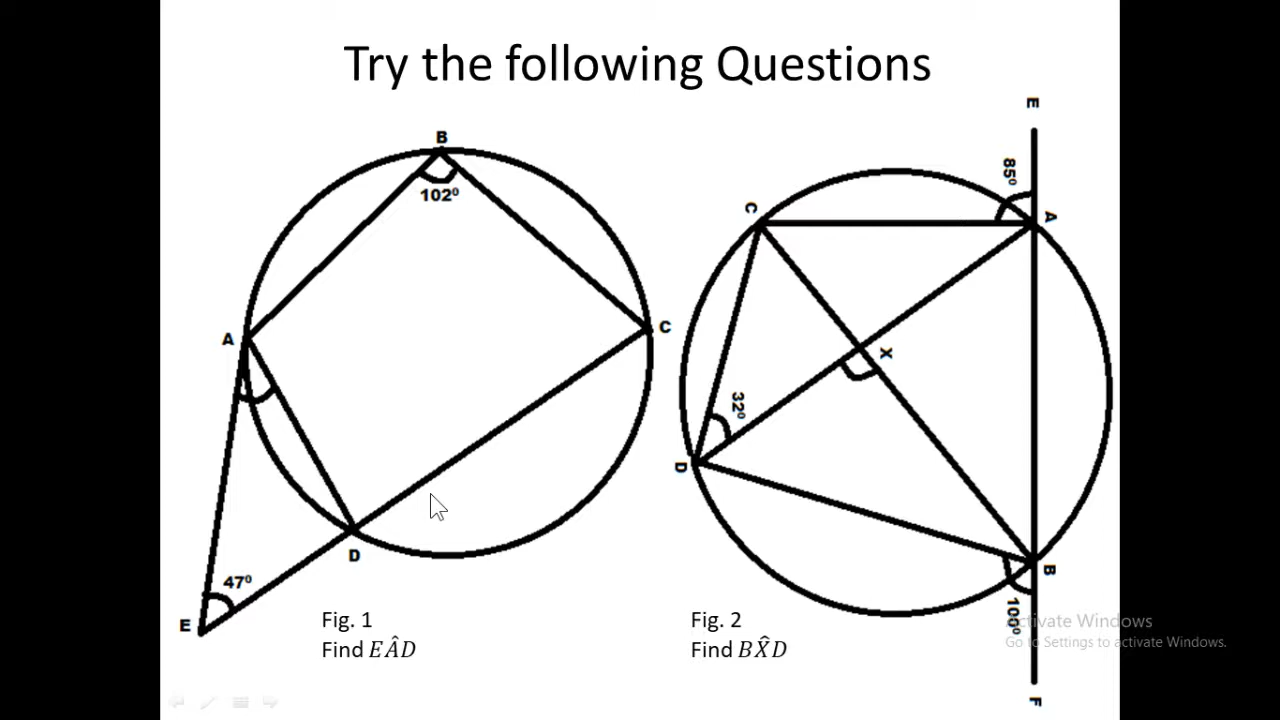 Try the following Questions
B
102⁰
A
C
D
47⁰
E
Fig. 1
Find EÂD
E
85⁰
C
A
X
32⁰
D
B
F
Fig. 2
Find BX̂D
Activate Windows
Go to Settings to activate Windows.